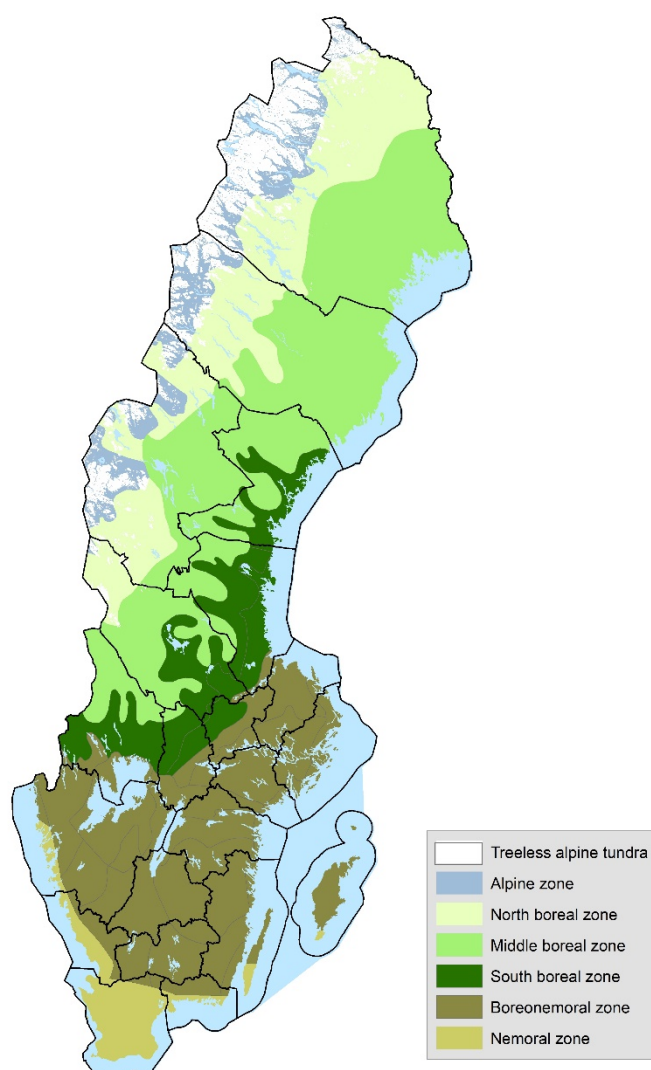 Treeless alpine tundra
Alpine zone
North boreal zone
Middle boreal zone
South boreal zone
Boreonemoral zone
Nemoral zone